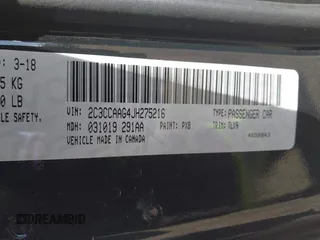 : 3-18
5 KG
0 LB
LE SAFETY.
VIN: 2C3CCAAG4JH275216
TYPE: PASSENGER CAR
MDH: 031019 291AA
PAINT: PX8
TRIM:
MADE IN CANADA
DREAMBID